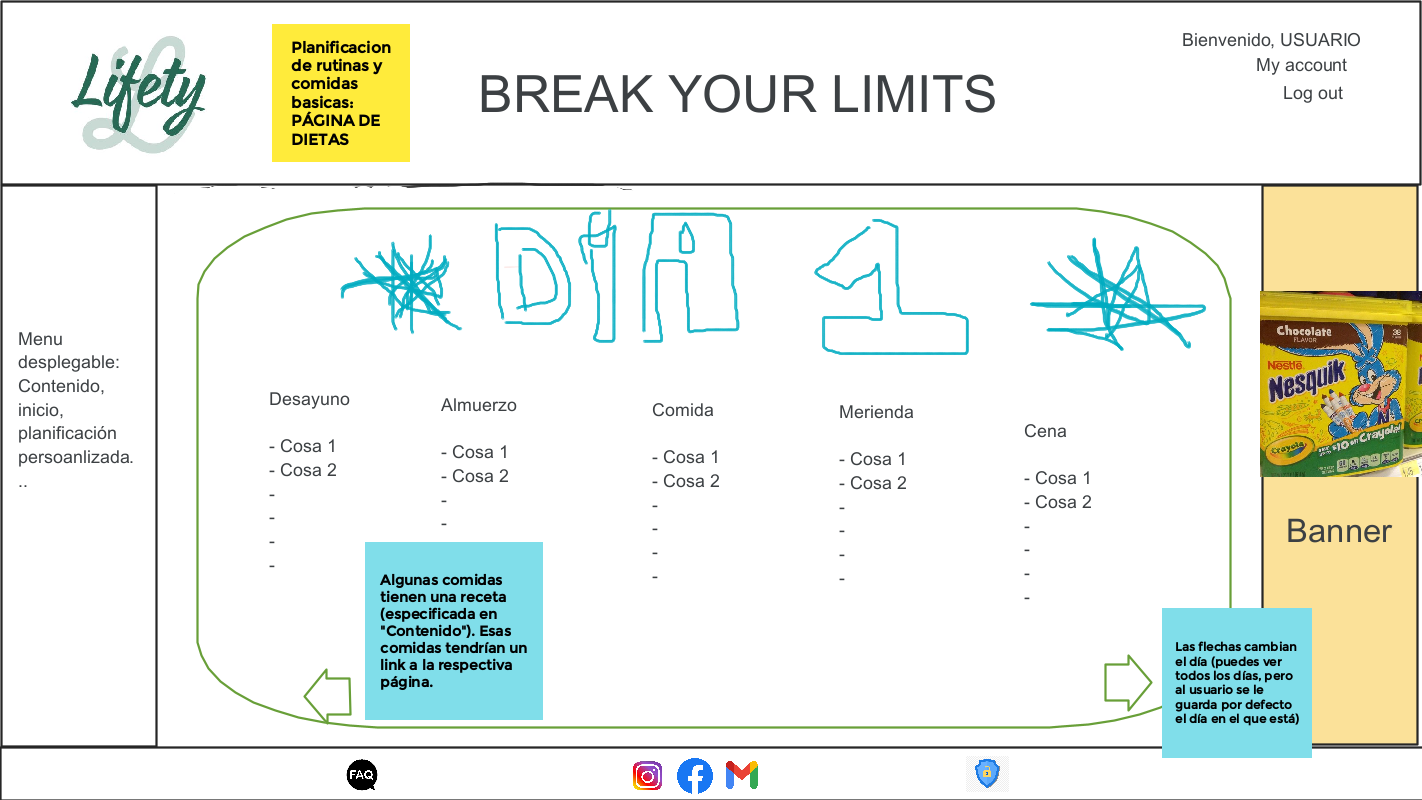 Lifety
Planificacion
de rutinas y
comidas
basicas:
PÁGINA DE
DIETAS
BREAK YOUR LIMITS
Bienvenido, USUARIO
My account
Log out
Menu
desplegable:
Contenido,
inicio,
planificación
persoanlizada.
..
DíA 1
Desayuno
- Cosa 1
- Cosa 2
-
-
-
-
Almuerzo
- Cosa 1
- Cosa 2
-
-
Comida
- Cosa 1
- Cosa 2
-
-
-
-
Merienda
- Cosa 1
- Cosa 2
-
-
-
-
Cena
- Cosa 1
- Cosa 2
-
-
-
-
Algunas comidas
tienen una receta
(especificada en
"Contenido"). Esas
comidas tendrían un
link a la respectiva
página.
Las flechas cambian
el día (puedes ver
todos los días, pero
al usuario se le
guarda por defecto
el día en el que está)
Chocolate
FLAVOR
Nestlé
Nesquik
Crayola
Banner
FAQ